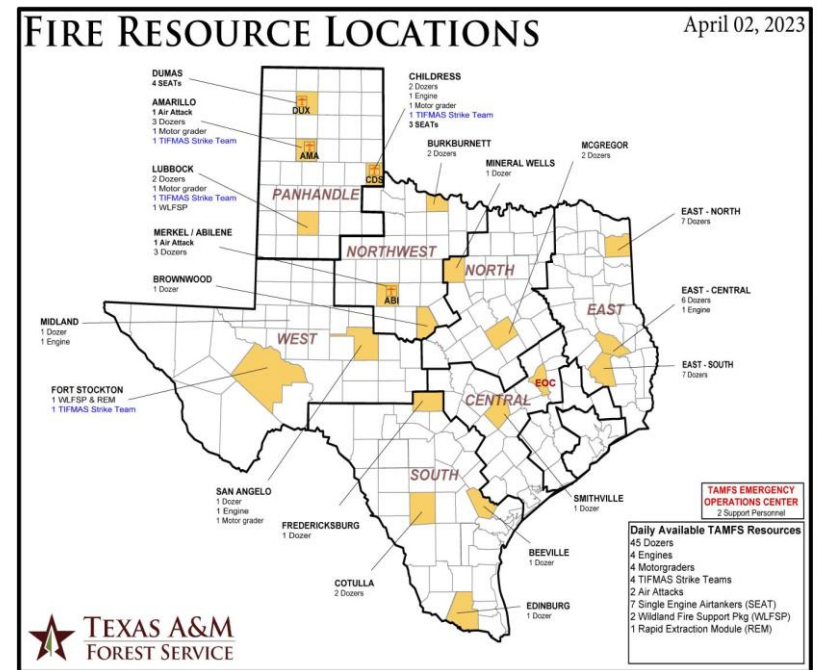 FIRE RESOURCE LOCATIONS
April 02, 2023
DUMAS
4 SEATs
AMARILLO
1 Air Attack
3 Dozers
1 Motor grader
1 TIFMAS Strike Team
LUBBOCK
2 Dozers
1 Motor grader
1 TIFMAS Strike Team
1 WLFSP
MERKEL / ABILENE
1 Air Attack
3 Dozers
BROWNWOOD
1 Dozer
MIDLAND
1 Dozer
1 Engine
FORT STOCKTON
1 WLFSP & REM
1 TIFMAS Strike Team
SAN ANGELO
1 Dozer
1 Engine
1 Motor grader
FREDERICKSBURG
1 Dozer
COTULLA
2 Dozers
CHILDRESS
2 Dozers
1 Engine
1 Motor grader
1 TIFMAS Strike Team
3 SEATs
BURKBURNETT
2 Dozers
MINERAL WELLS
1 Dozer
MCGREGOR
2 Dozers
EAST - NORTH
7 Dozers
EAST - CENTRAL
6 Dozers
1 Engine
EAST - SOUTH
7 Dozers
SMITHVILLE
1 Dozer
BEEVILLE
1 Dozer
EDINBURG
1 Dozer
DUX
AMA
CDS
PANHANDLE
NORTHWEST
NORTH
ABI
EAST
WEST
EOC
CENTRAL
SOUTH
TAMFS EMERGENCY
OPERATIONS CENTER
2 Support Personnel
Daily Available TAMFS Resources
45 Dozers
4 Engines
4 Motorgraders
4 TIFMAS Strike Teams
2 Air Attacks
7 Single Engine Airtankers (SEAT)
2 Wildland Fire Support Pkg (WLFSP)
1 Rapid Extraction Module (REM)
TEXAS A&M
FOREST SERVICE